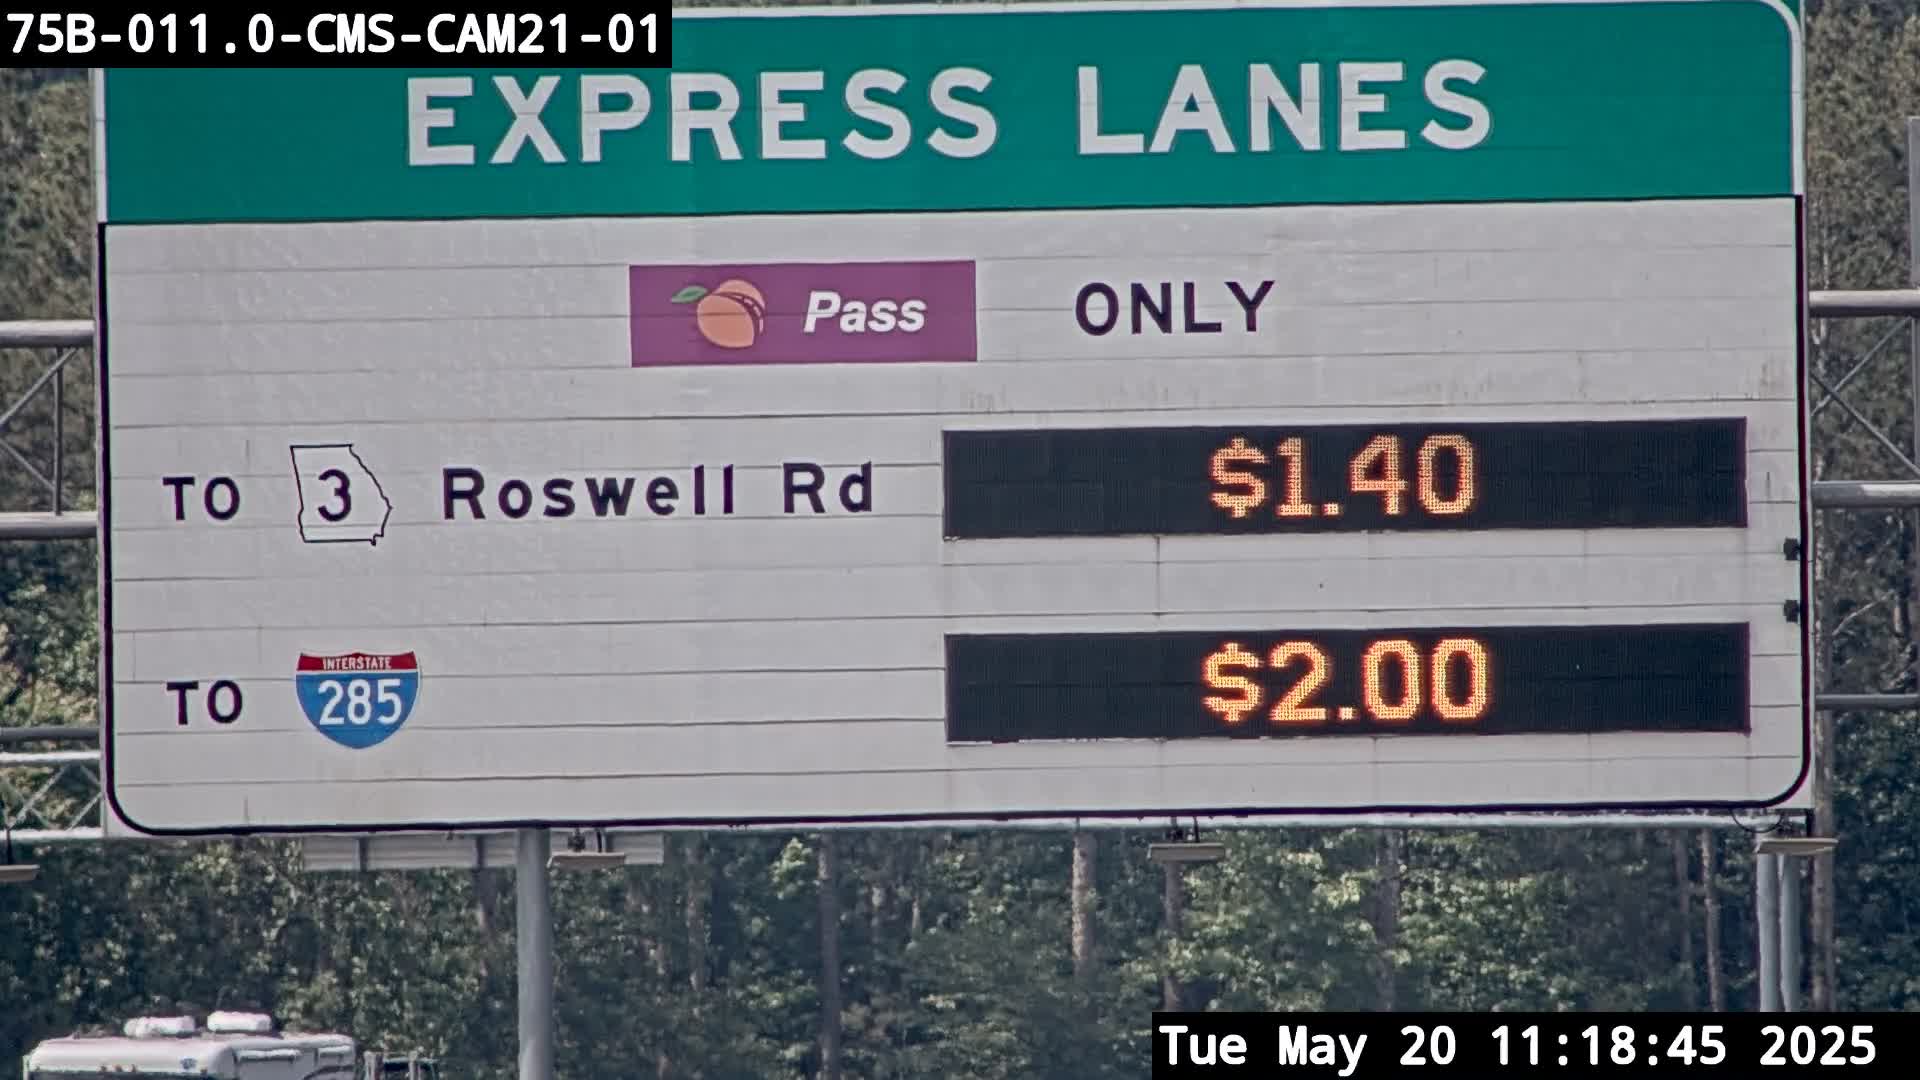 75B-011.0-CMS-CAM21-01
EXPRESS LANES
Pass ONLY
TO 3 Roswell Rd $1.40
INTERSTATE
TO 285 $2.00
Tue May 20 11:18:45 2025